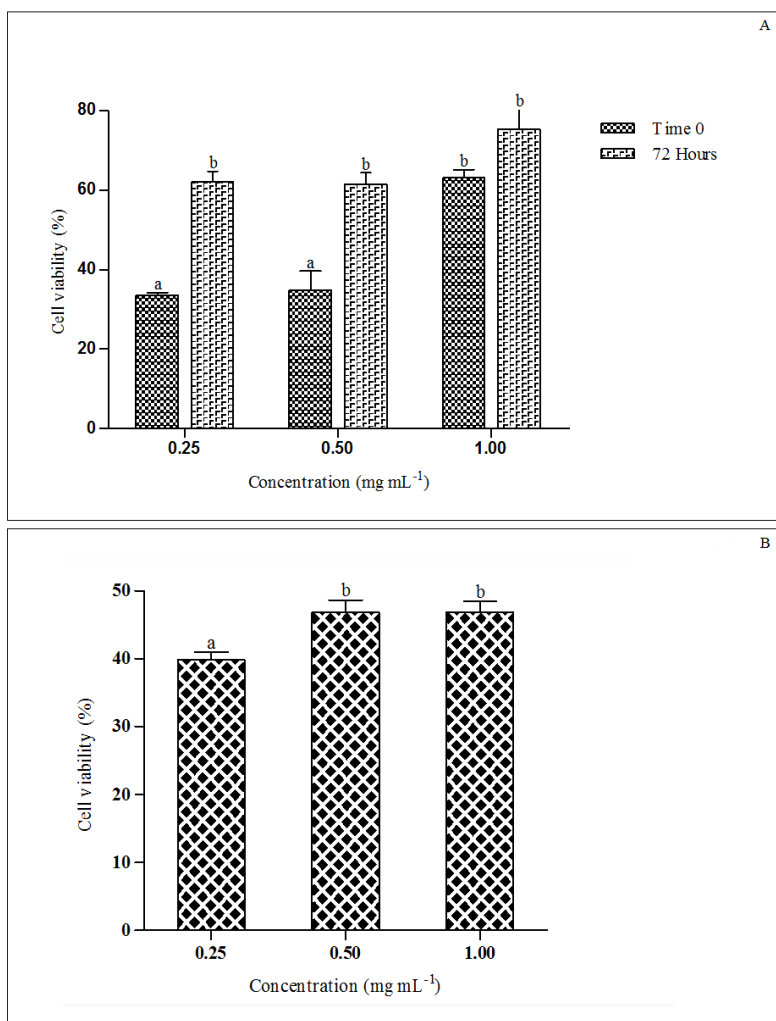 A
80
60
40
20
0
Cell viability (%)
a
b
a
b
b
b
Time 0
72 Hours
0.25
0.50
1.00
Concentration (mg mL⁻¹)
B
50
40
30
20
10
0
Cell viability (%)
a
b
b
0.25
0.50
1.00
Concentration (mg mL⁻¹)